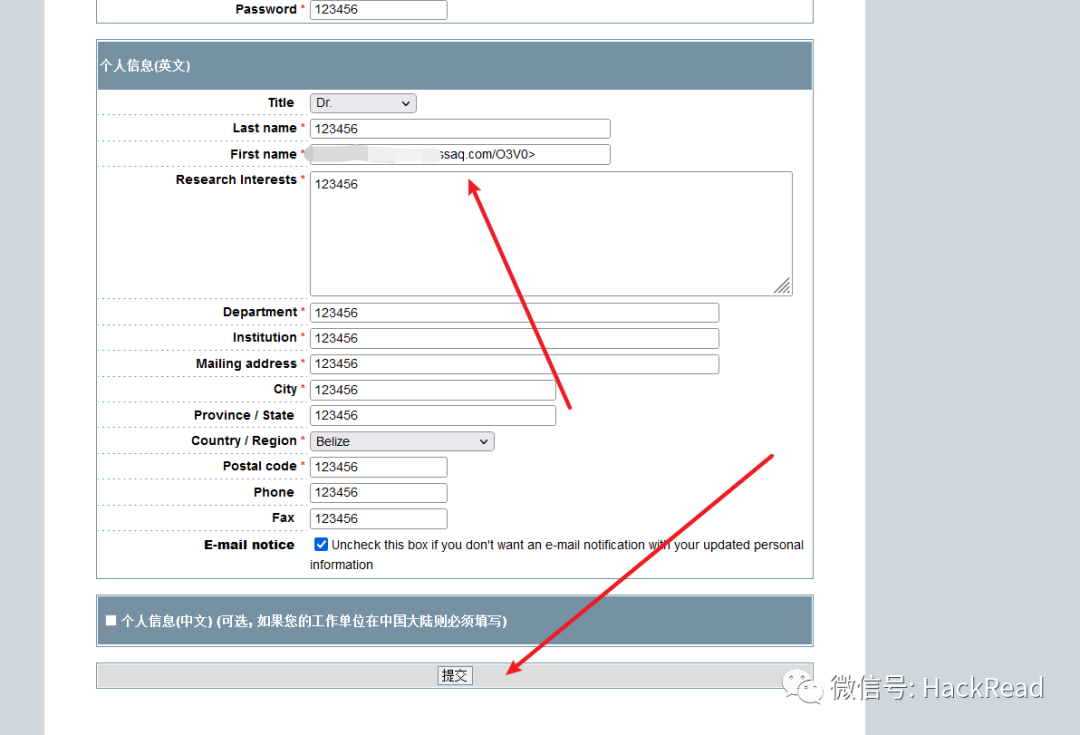 Password * 123456
个人信息(英文)
Title Dr.
Last name * 123456
First name * ssaq.com/O3V0>
Research Interests * 123456
Department * 123456
Institution * 123456
Mailing address * 123456
City * 123456
Province / State 123456
Country / Region * Belize
Postal code * 123456
Phone 123456
Fax 123456
E-mail notice Uncheck this box if you don't want an e-mail notification with your updated personal
information
个人信息(中文) (可选, 如果您的工作单位在中国大陆则必须填写)
提交
微信号: HackRead